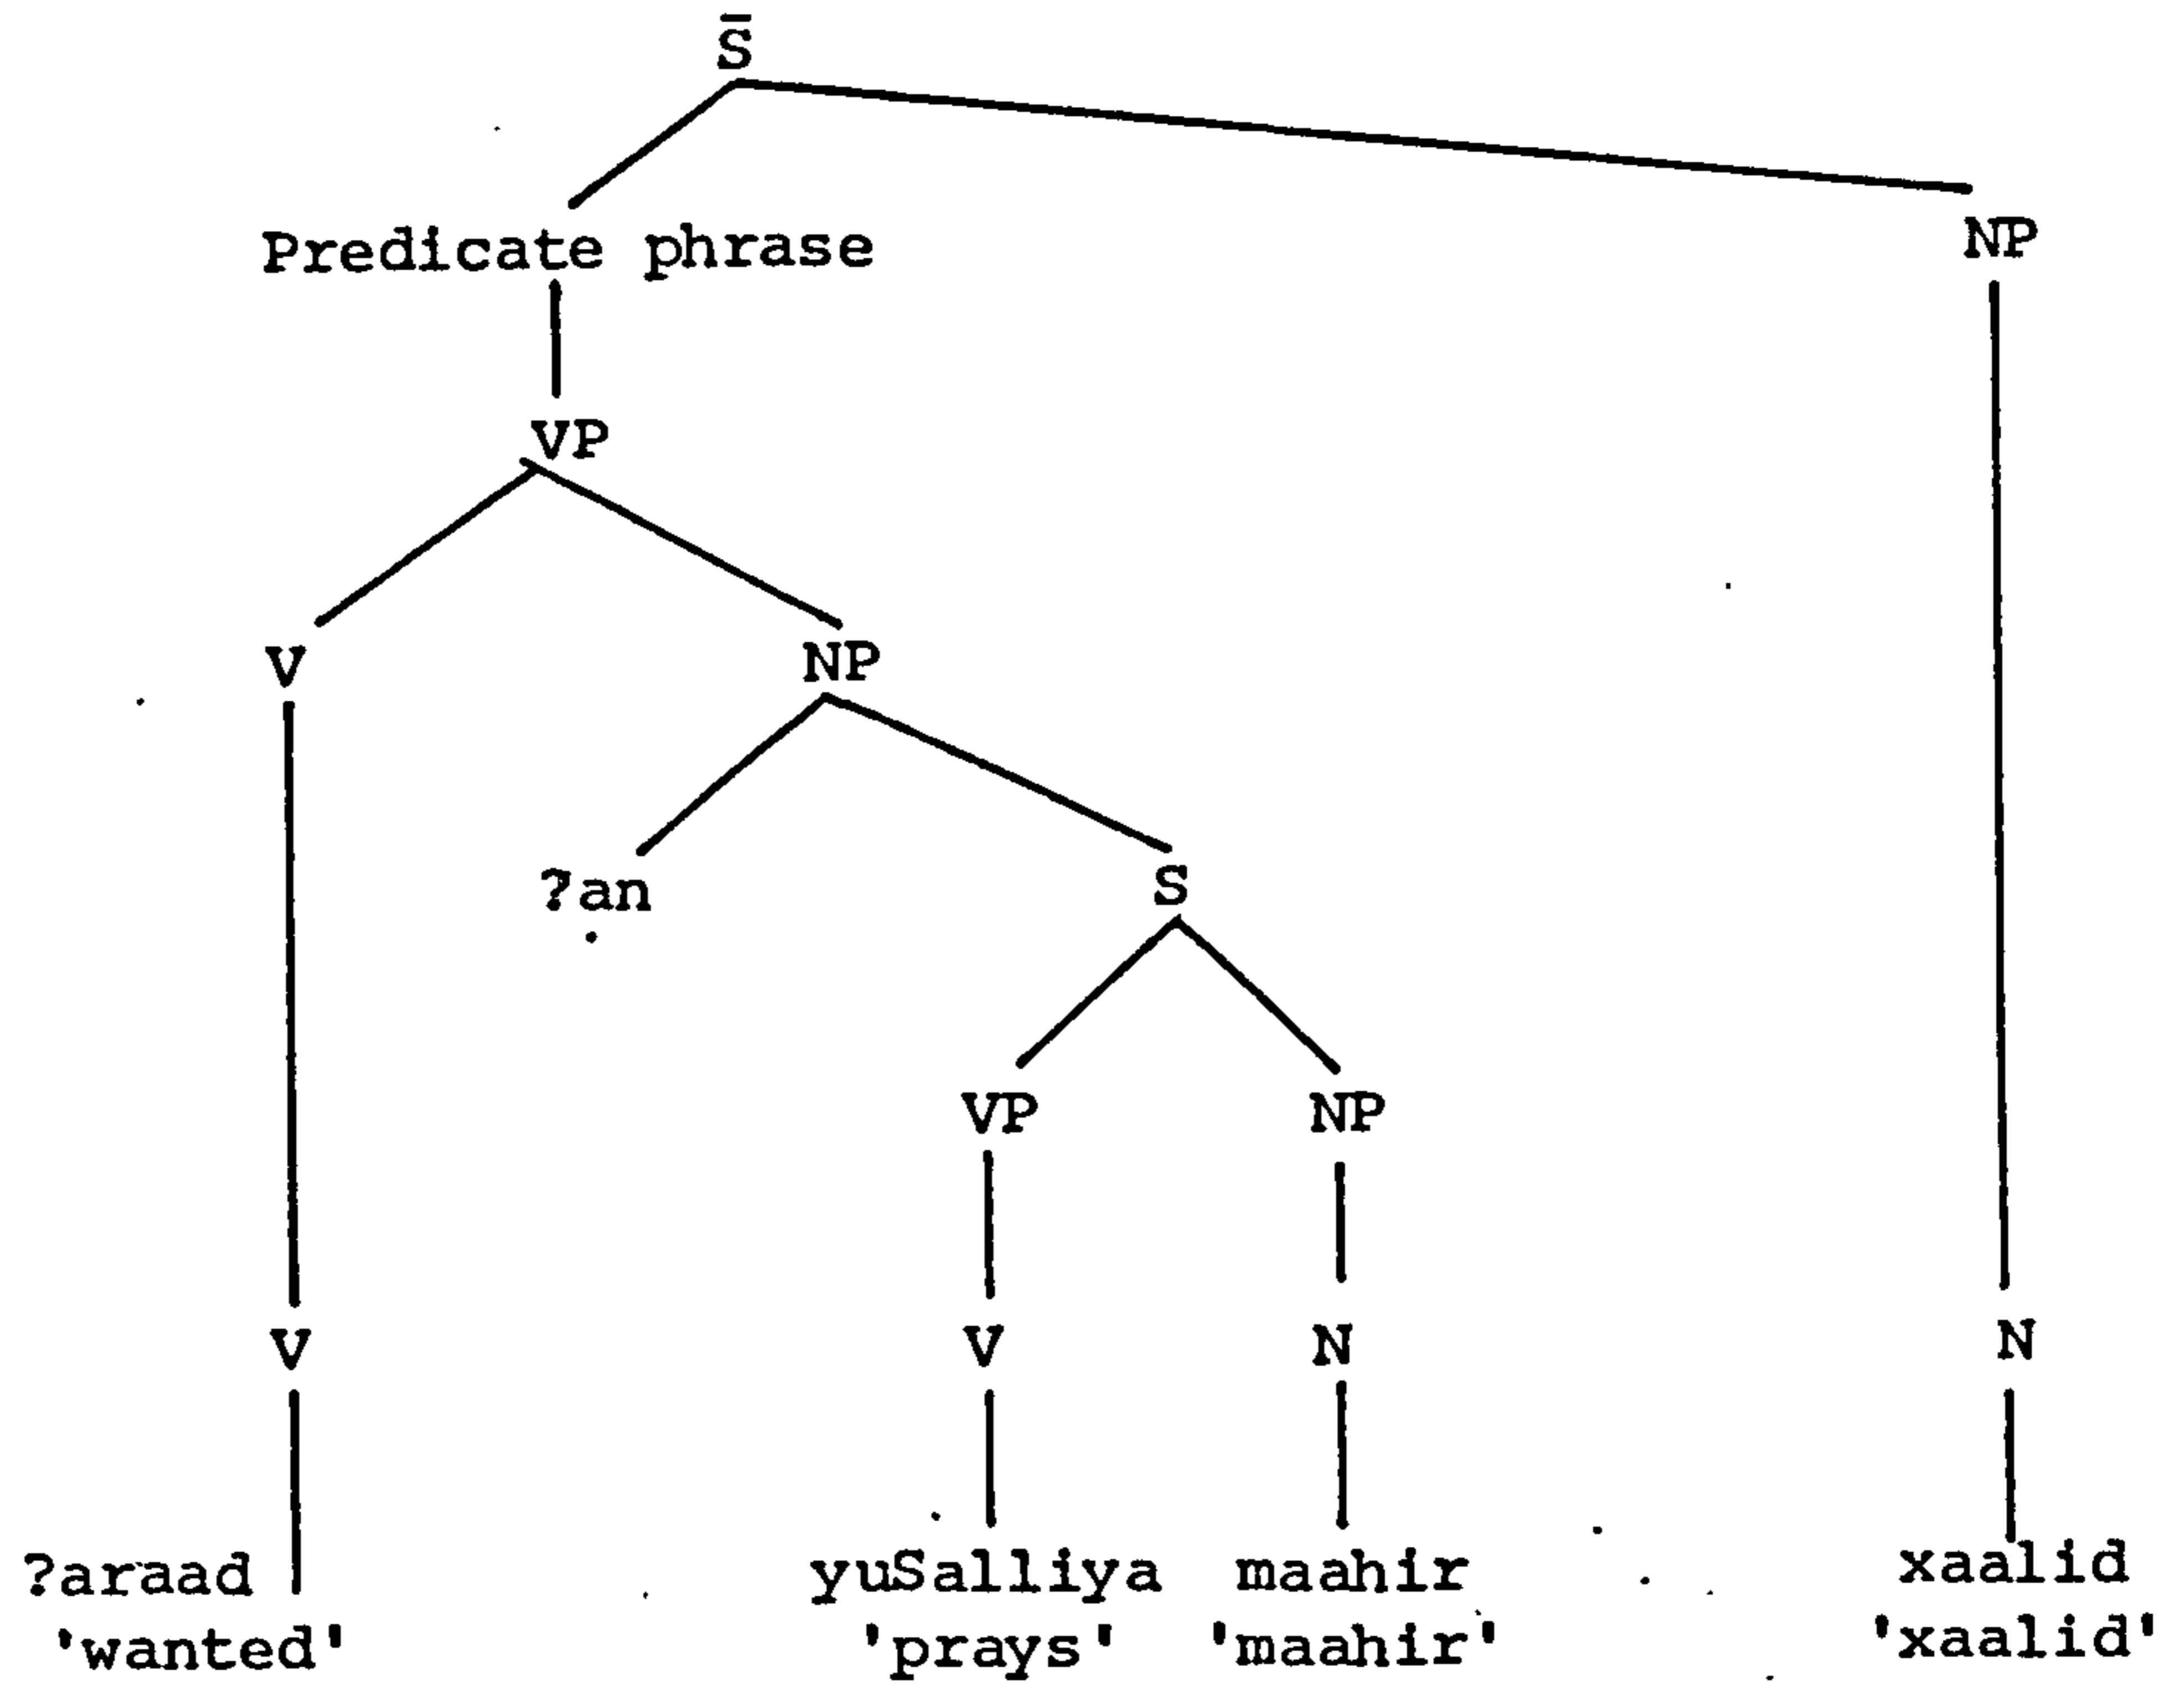 S̄
Predicate phrase NP
VP
V NP
?an S
VP NP
V V N N
?araad yuSalliya maahir xaalid
'wanted' 'prays' 'maahir' 'xaalid'